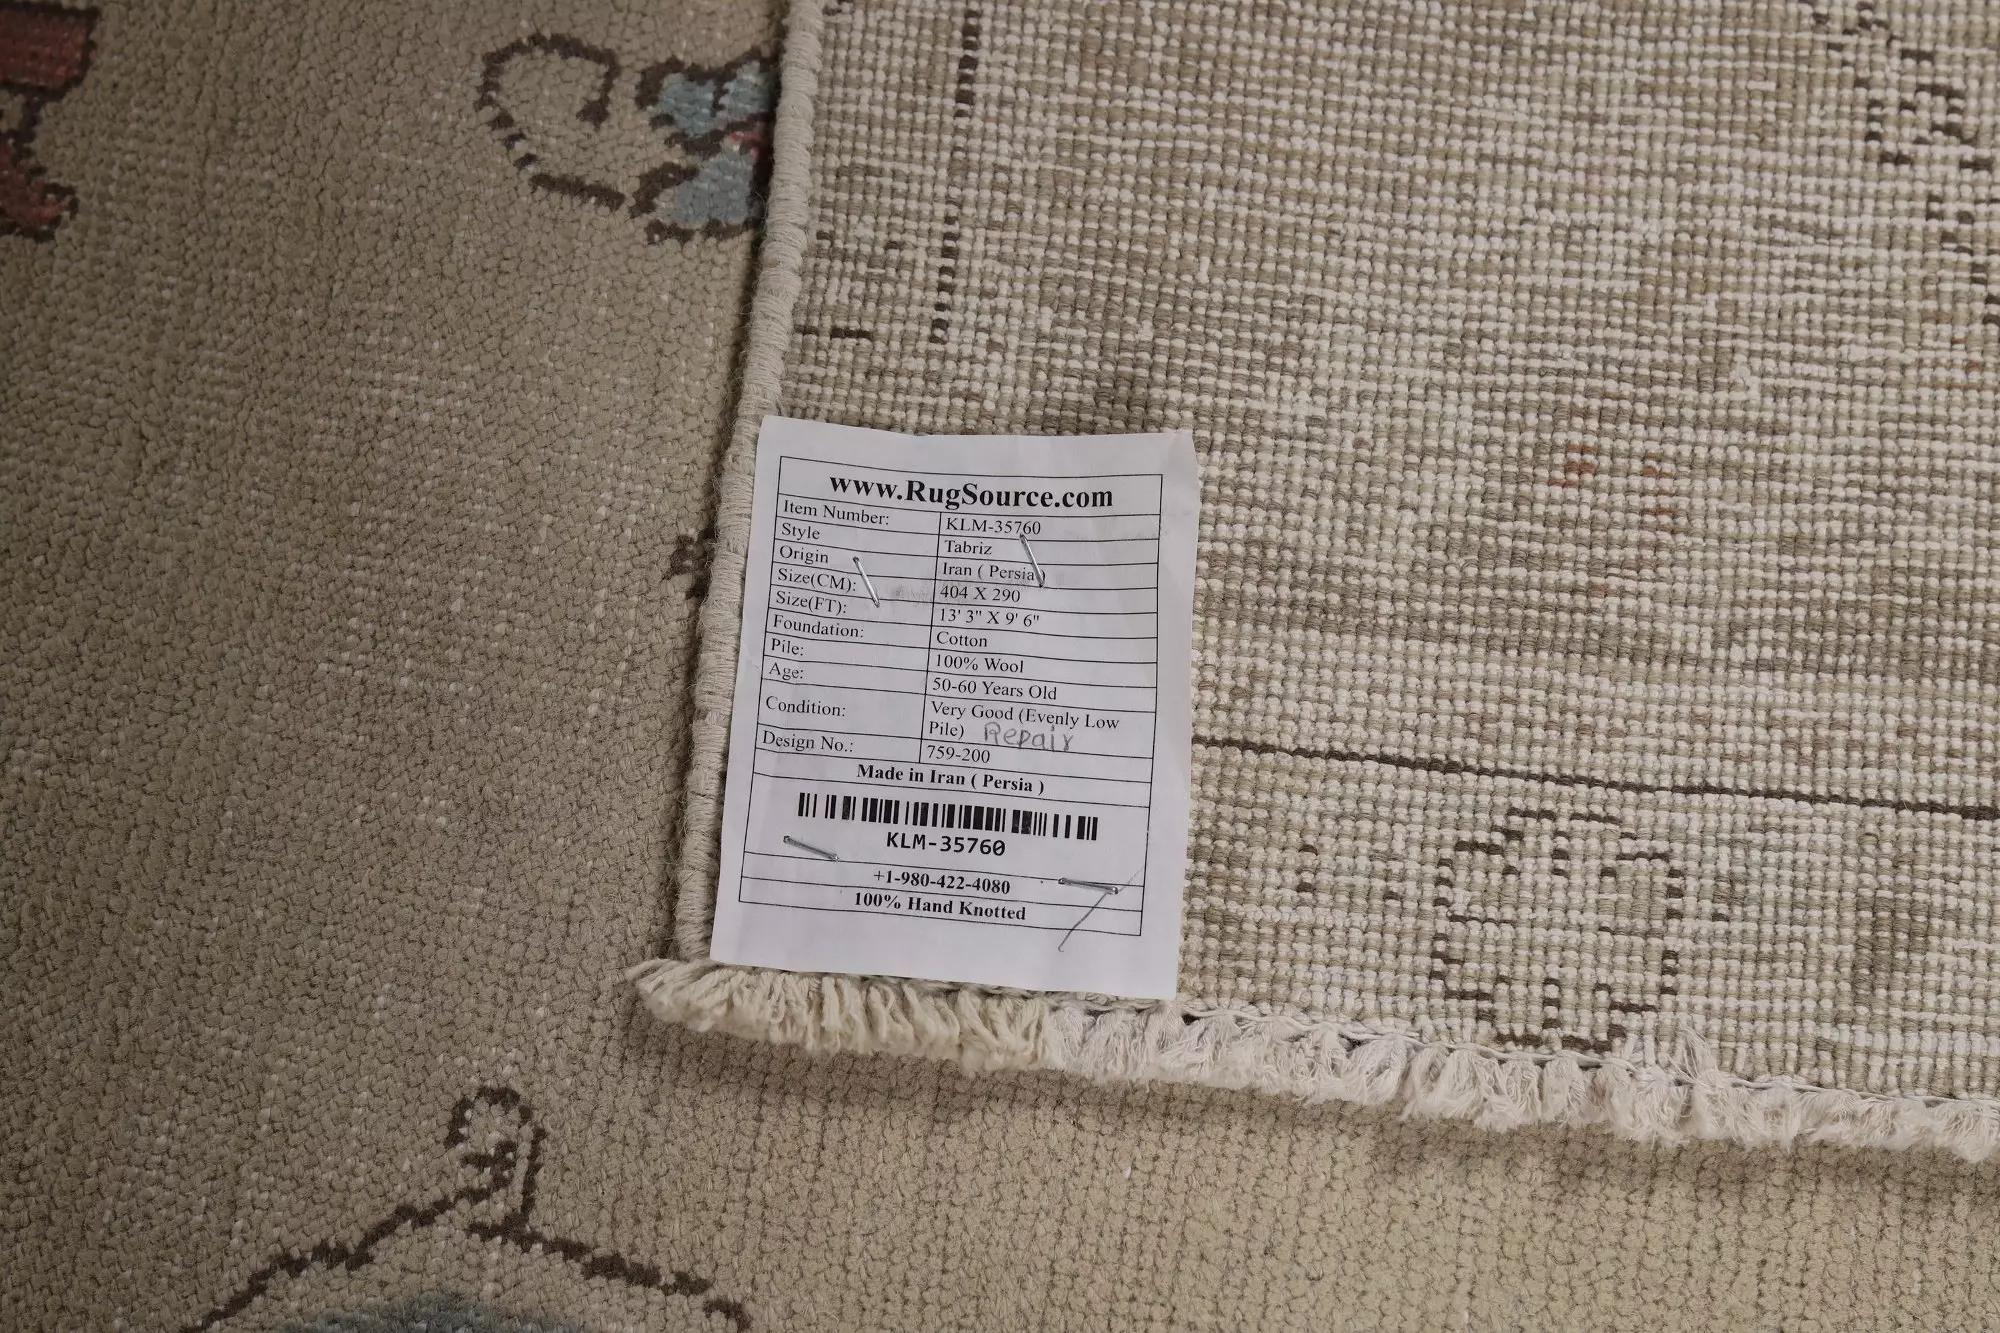 www.RugSource.com
Item Number: KLM-35760
Style Tabriz
Origin Iran ( Persia )
Size(CM): 404 X 290
Size(FT): 13' 3" X 9' 6"
Foundation: Cotton
Pile: 100% Wool
Age: 50-60 Years Old
Condition: Very Good (Evenly Low
Pile) Repair
Design No.: 759-200
Made in Iran ( Persia )
KLM-35760
+1-980-422-4080
100% Hand Knotted